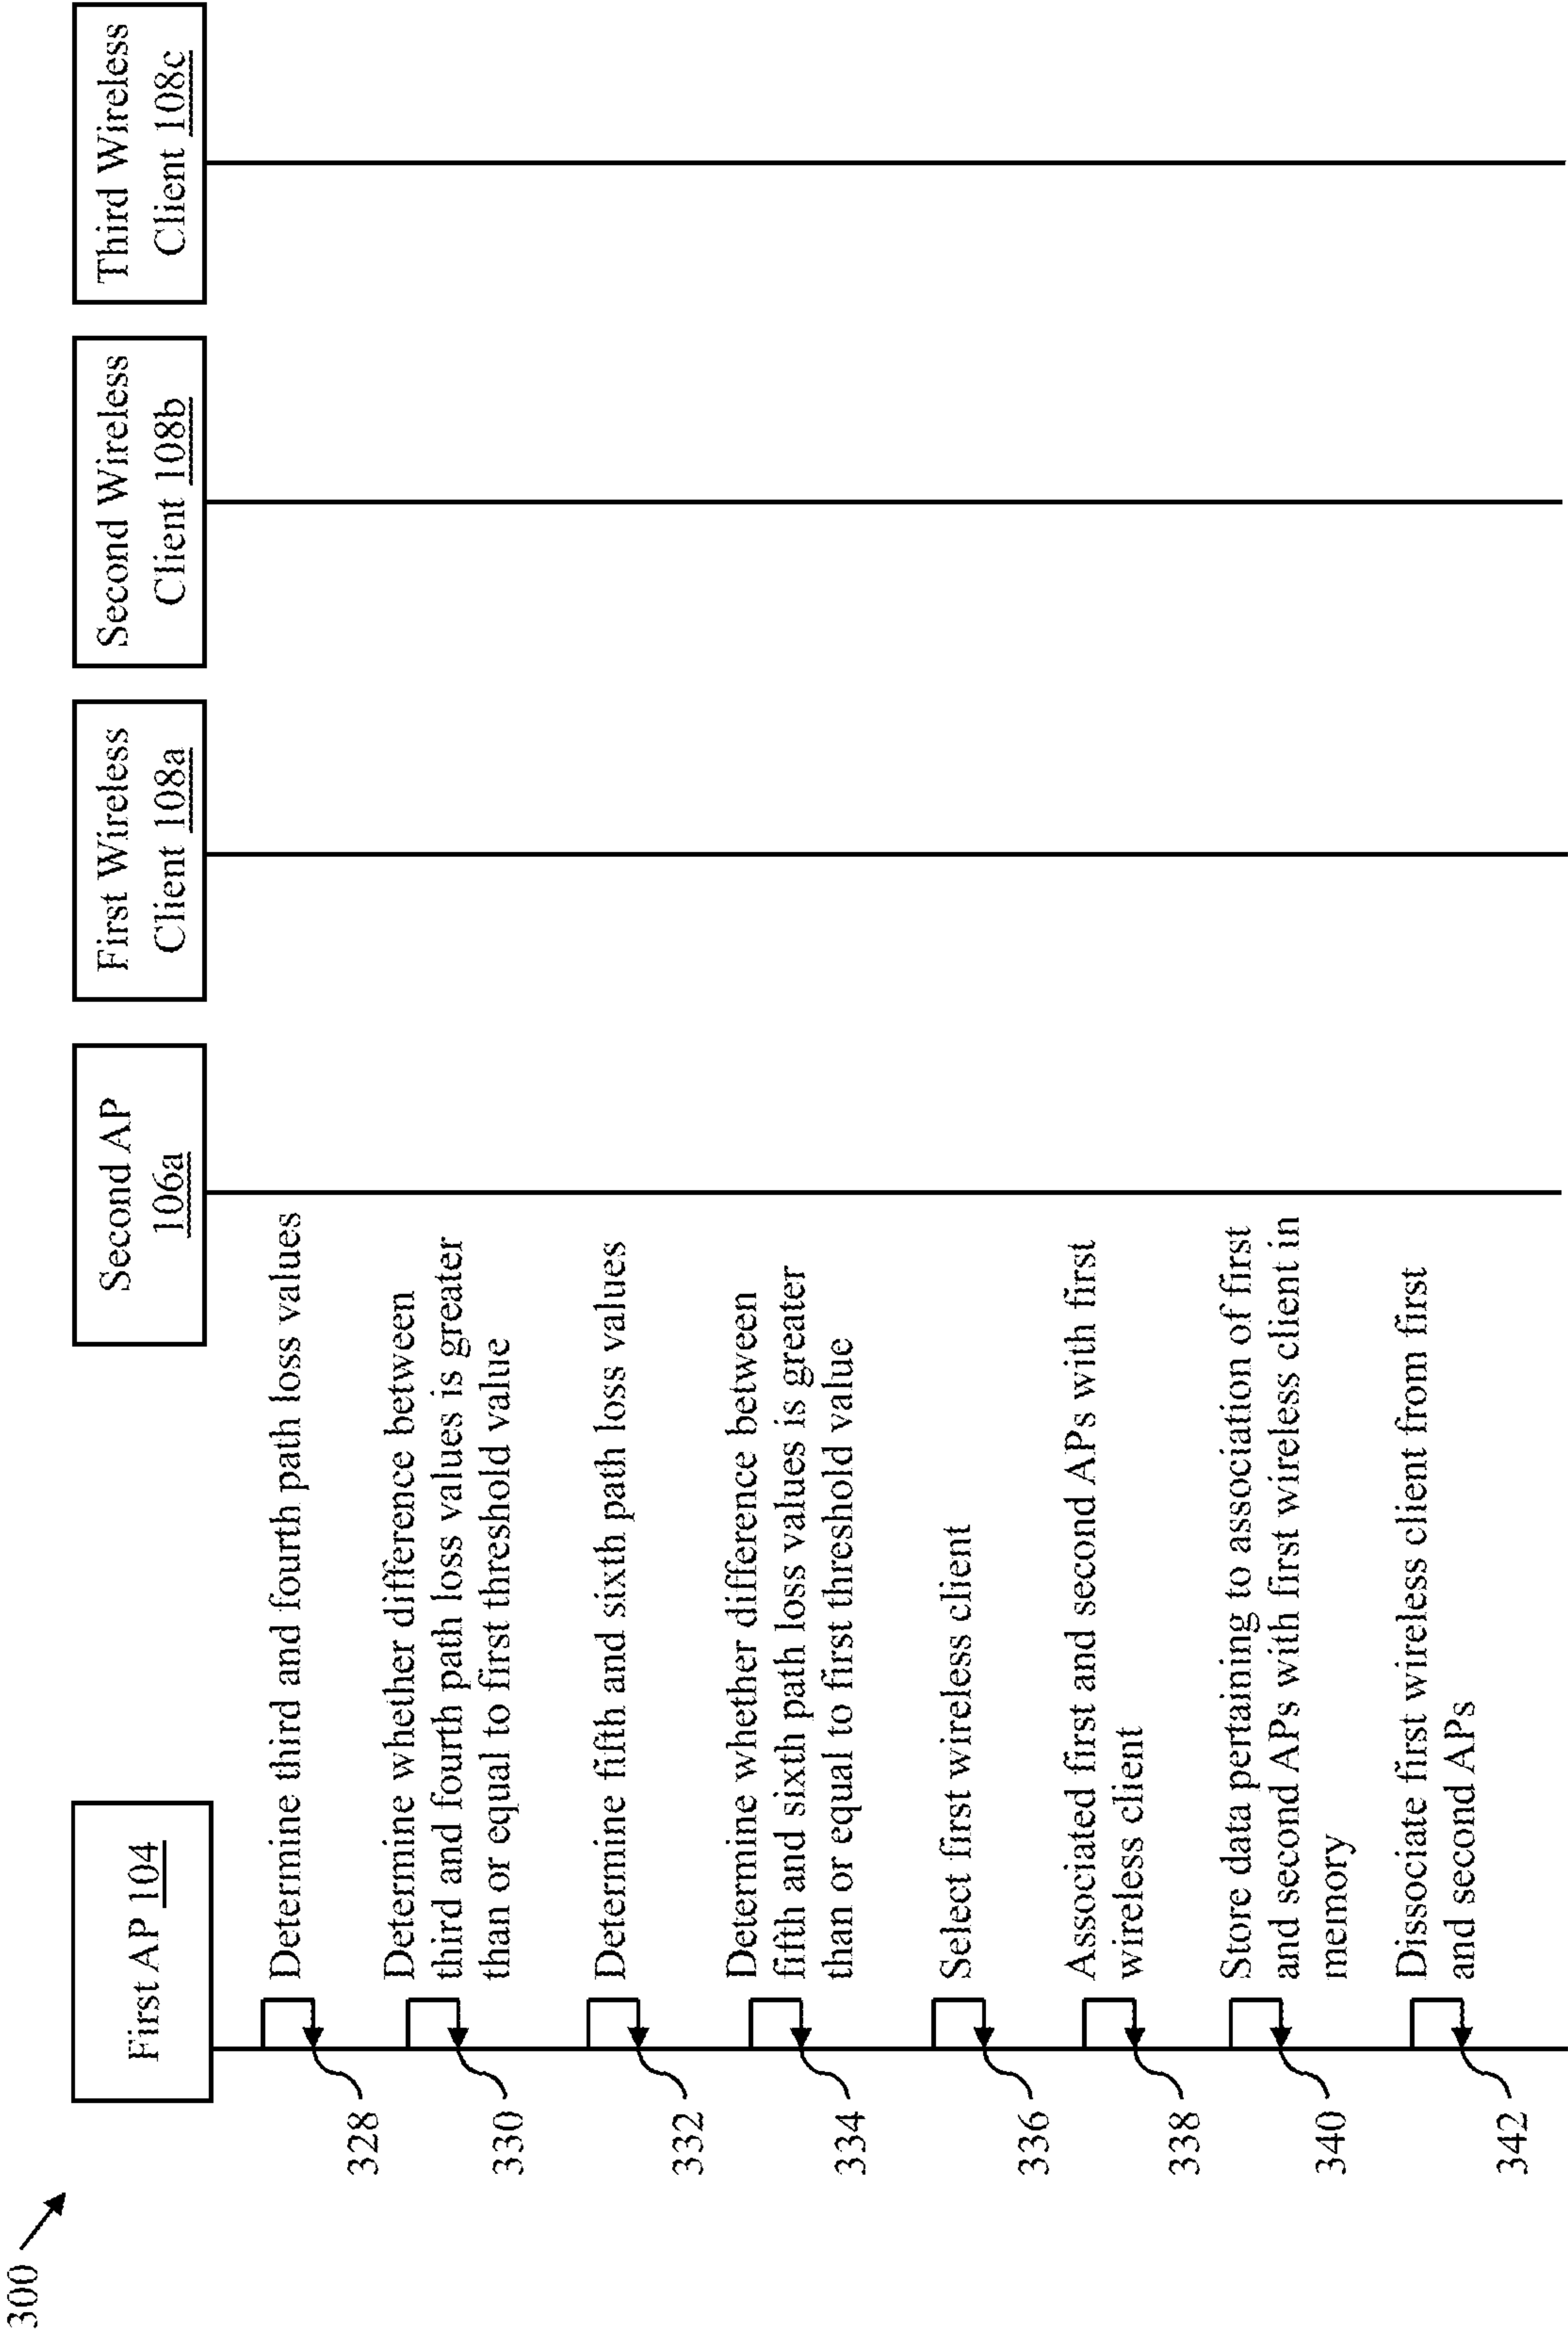 300
First AP 104
Second AP
106a
First Wireless
Client 108a
Second Wireless
Client 108b
Third Wireless
Client 108c
328
Determine third and fourth path loss values
330
Determine whether difference between
third and fourth path loss values is greater
than or equal to first threshold value
332
Determine fifth and sixth path loss values
334
Determine whether difference between
fifth and sixth path loss values is greater
than or equal to first threshold value
336
Select first wireless client
338
Associated first and second APs with first
wireless client
340
Store data pertaining to association of first
and second APs with first wireless client in
memory
342
Dissociate first wireless client from first
and second APs